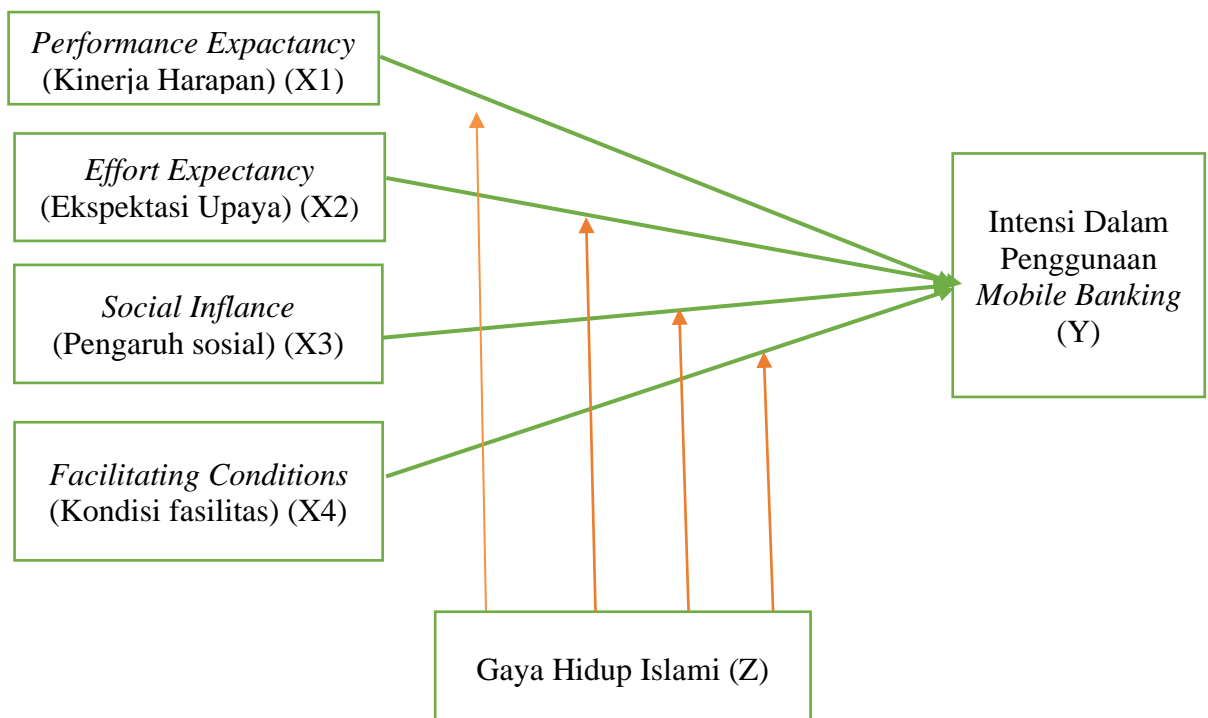 Performance Expactancy
(Kinerja Harapan) (X1)
Effort Expectancy
(Ekspektasi Upaya) (X2)
Social Inflance
(Pengaruh sosial) (X3)
Facilitating Conditions
(Kondisi fasilitas) (X4)
Intensi Dalam
Penggunaan
Mobile Banking
(Y)
Gaya Hidup Islami (Z)